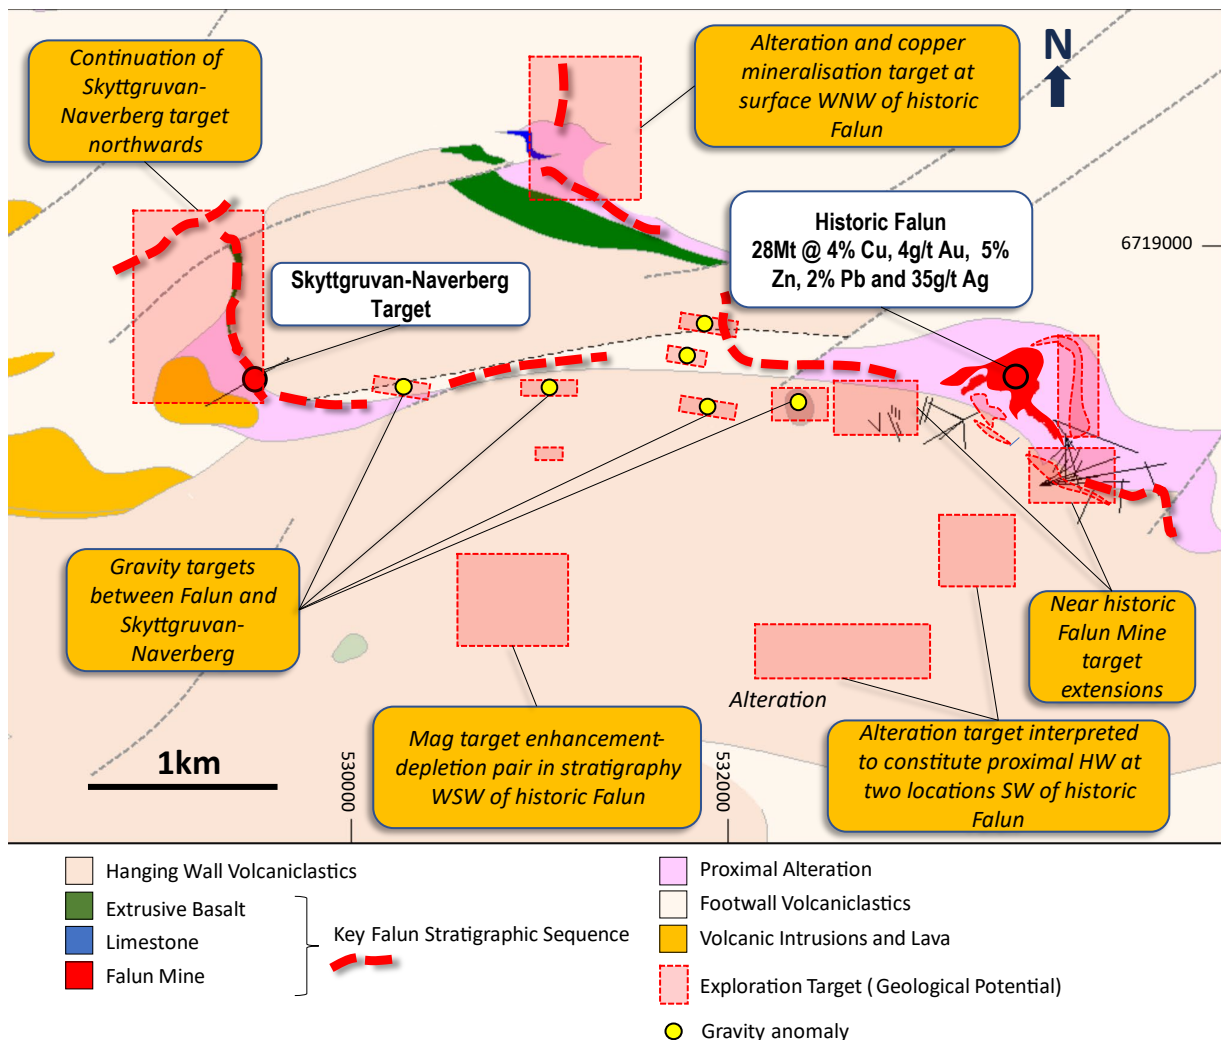 Continuation of
Skyttgruvan-
Naverberg target
northwards
Alteration and copper
mineralisation target at
surface WNW of historic
Falun
N
Historic Falun
28Mt @ 4% Cu, 4g/t Au, 5%
Zn, 2% Pb and 35g/t Ag
6719000
Skyttgruvan-Naverberg
Target
Gravity targets
between Falun and
Skyttgruvan-
Naverberg
Near historic
Falun Mine
target
extensions
Alteration
Mag target enhancement-
depletion pair in stratigraphy
WSW of historic Falun
Alteration target interpreted
to constitute proximal HW at
two locations SW of historic
Falun
1km
530000
532000
Hanging Wall Volcaniclastics
Extrusive Basalt
Limestone
Falun Mine
Key Falun Stratigraphic Sequence
Proximal Alteration
Footwall Volcaniclastics
Volcanic Intrusions and Lava
Exploration Target (Geological Potential)
Gravity anomaly